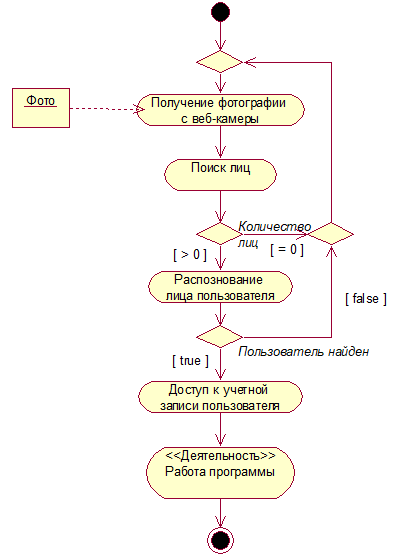 Фото
Получение фотографии
с веб-камеры
Поиск лиц
Количество
лиц
[ > 0 ]
[ = 0 ]
Распознование
лица пользователя
[ false ]
Пользователь найден
[ true ]
Доступ к учетной
записи пользователя
<<Деятельность>>
Работа программы